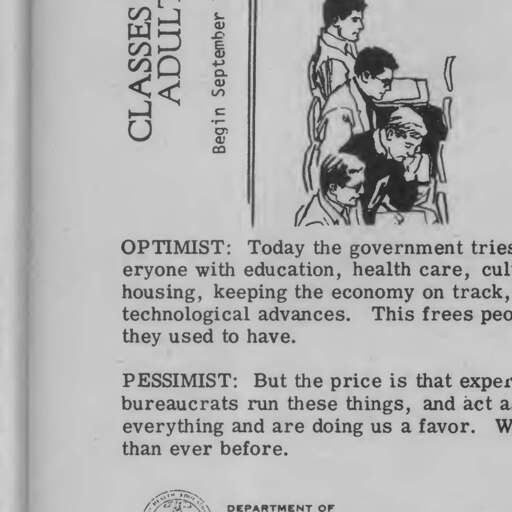 CLASSES
ADULT
Begin September
OPTIMIST: Today the government tries
eryone with education, health care, cul
housing, keeping the economy on track,
technological advances. This frees peo
they used to have.
PESSIMIST: But the price is that exper
bureaucrats run these things, and act a
everything and are doing us a favor. W
than ever before.
DEPARTMENT OF